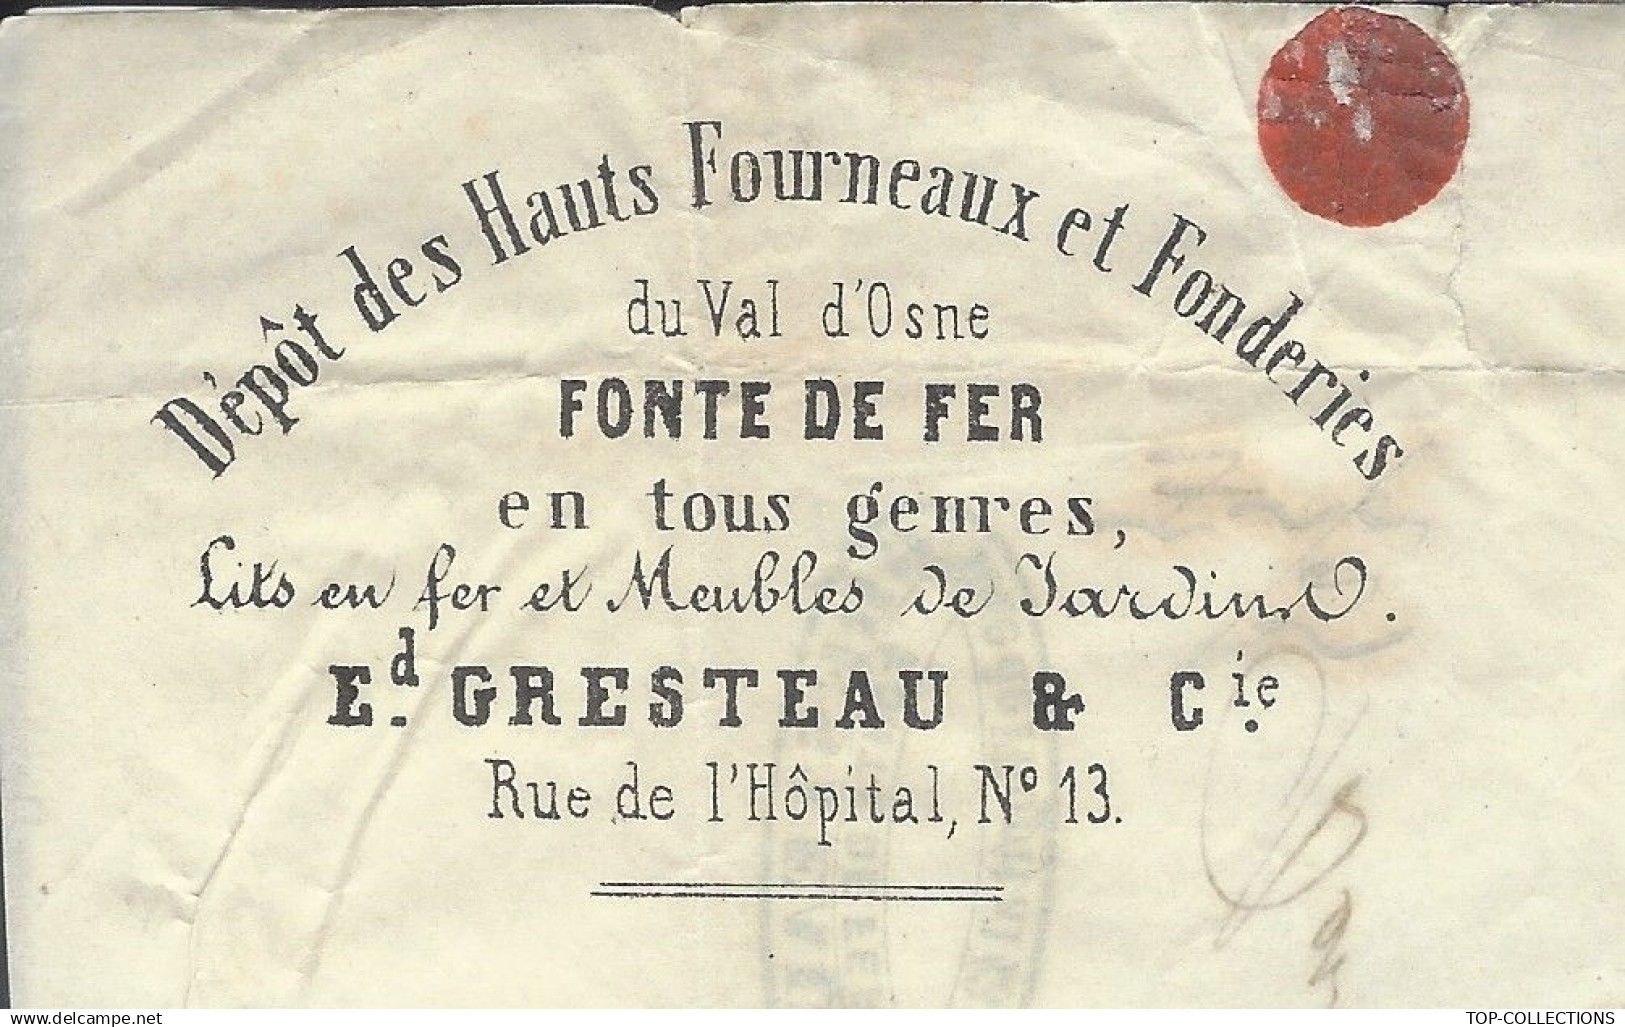 Dépôt des Hauts Fourneaux et Fonderies
du Val d'Osne
FONTE DE FER
en tous genres,
Lits en fer et Meubles de Jardins.
Ed. GRESTEAU & Cie.
Rue de l'Hôpital, No 13.
delcampe.net
TOP-COLLECTIONS